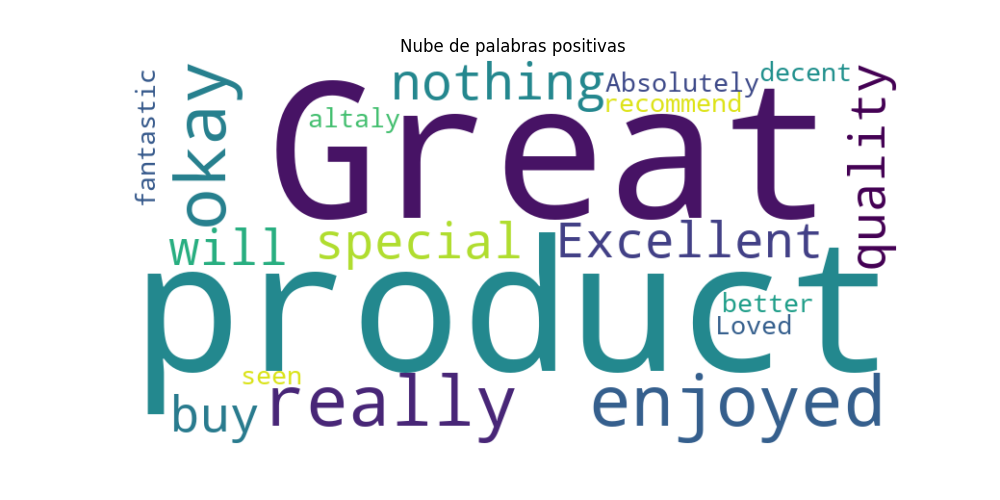 Nube de palabras positivas
fantastic
okay
nothing
Absolutely
decent
recommend
altaly
Great
quality
will
special
Excellent
product
better
Loved
seen
buy
really
enjoyed